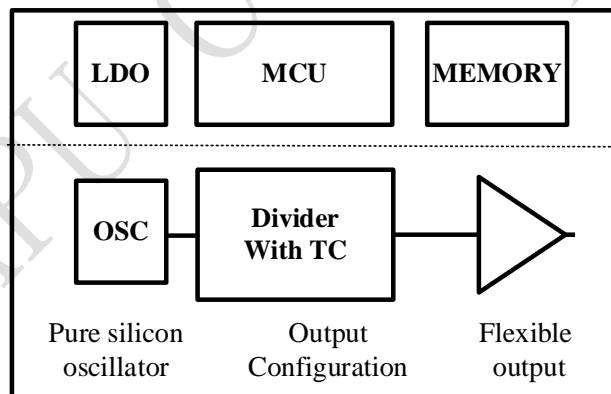 LDO
MCU
MEMORY
OSC
Divider
With TC
Pure silicon
oscillator
Output
Configuration
Flexible
output